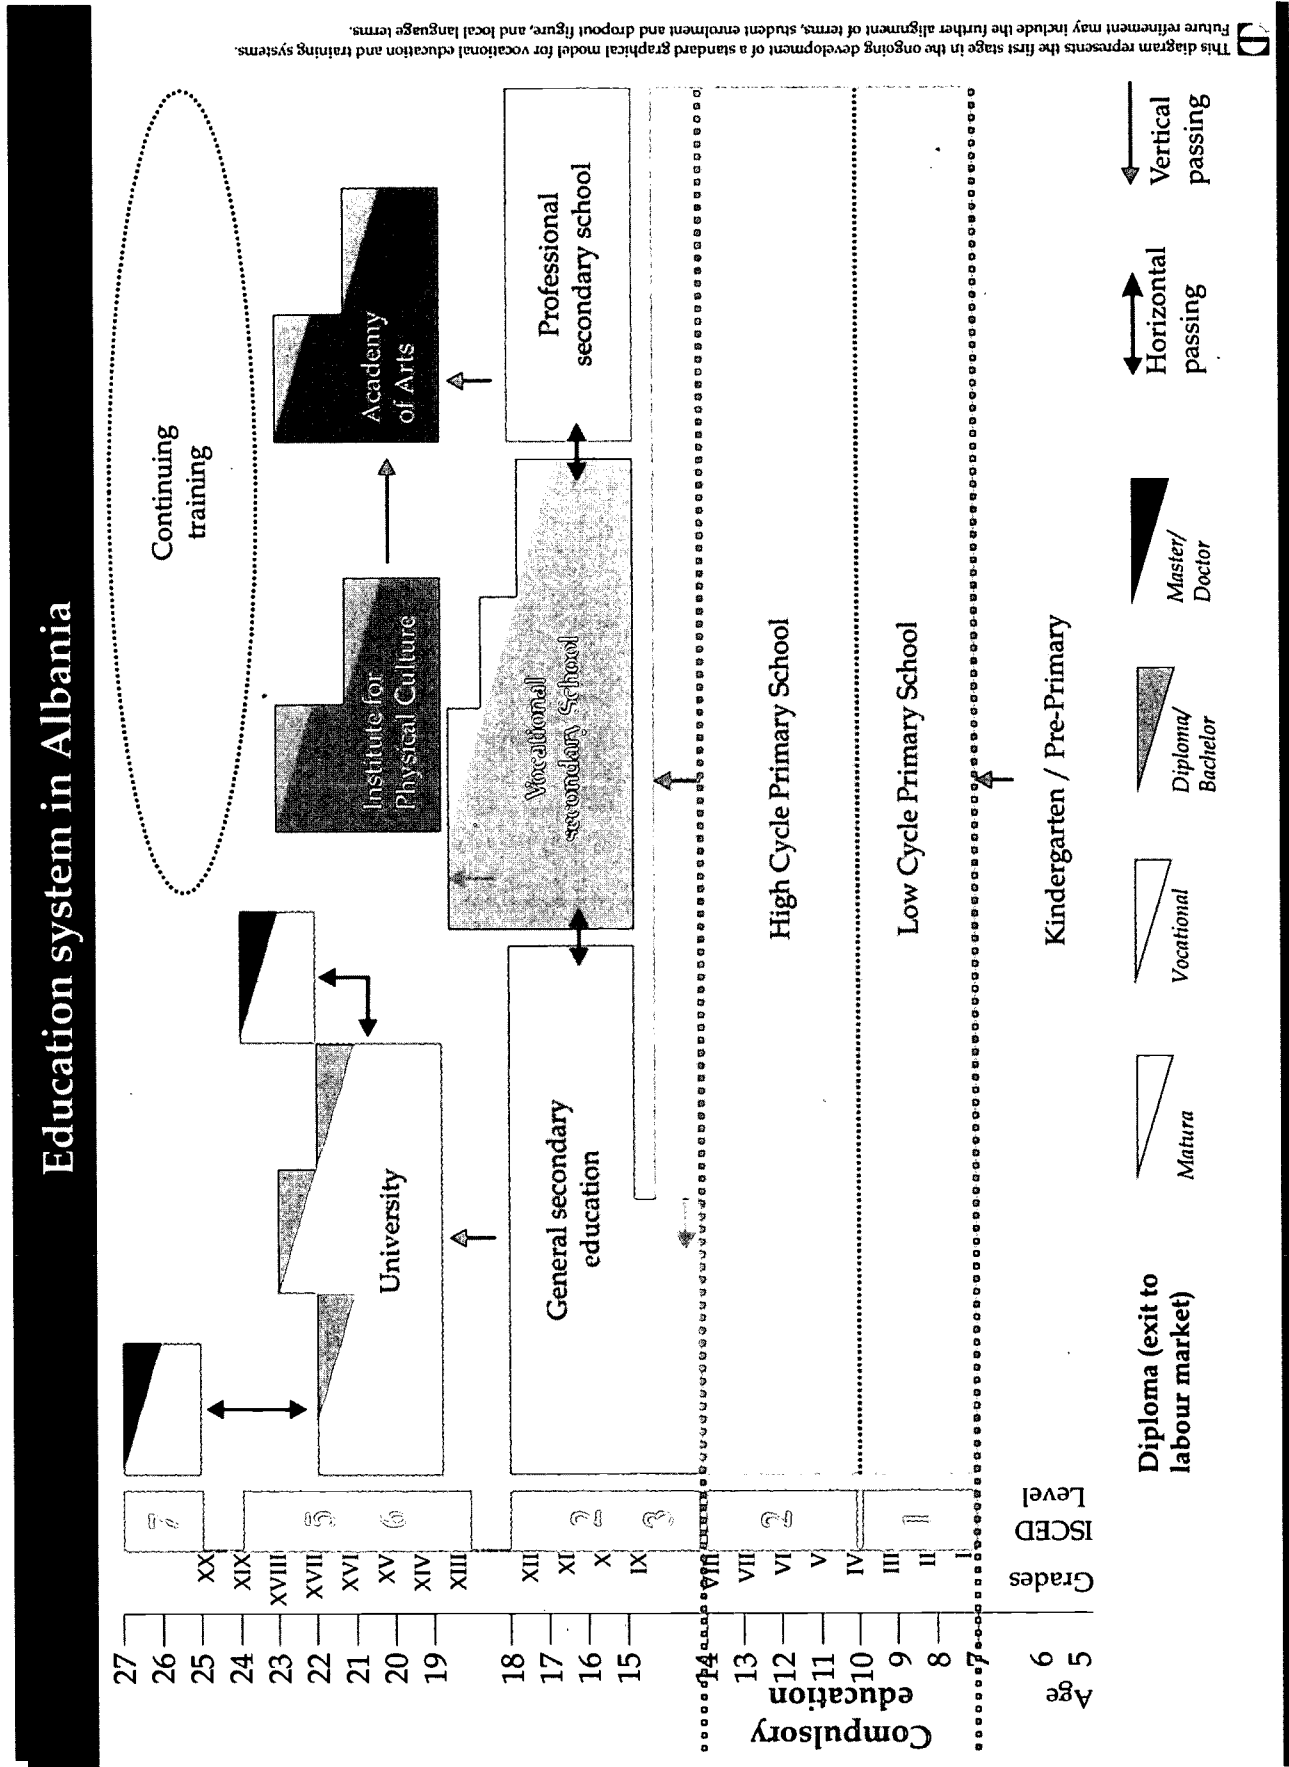 Education system in Albania
Continuing
training
Academy
of Arts
Institute for
Physical Culture
University
Professional
secondary school
Vocational
secondary School
General secondary
education
High Cycle Primary School
Low Cycle Primary School
Kindergarten / Pre-Primary
27
26
25
23
22
21
20
19
18
17
16
15
14
13
12
11
10
9
8
7
6
5
Age
Compulsory
education
XX
XIX
XVIII
XVII
XVI
XV
XIV
XIII
XII
XI
X
IX
VIII
VII
VI
V
IV
III
II
I
Grades
7
5
6
2
3
2
1
ISCED
Level
Diploma (exit to
labour market)
Matura
Vocational
Diploma/
Bachelor
Master/
Doctor
Horizontal
passing
Vertical
passing
This diagram represents the first stage in the ongoing development of a standard graphical model for vocational education and training systems.
Future refinement may include the further alignment of terms, student enrolment and dropout figure, and local language terms.